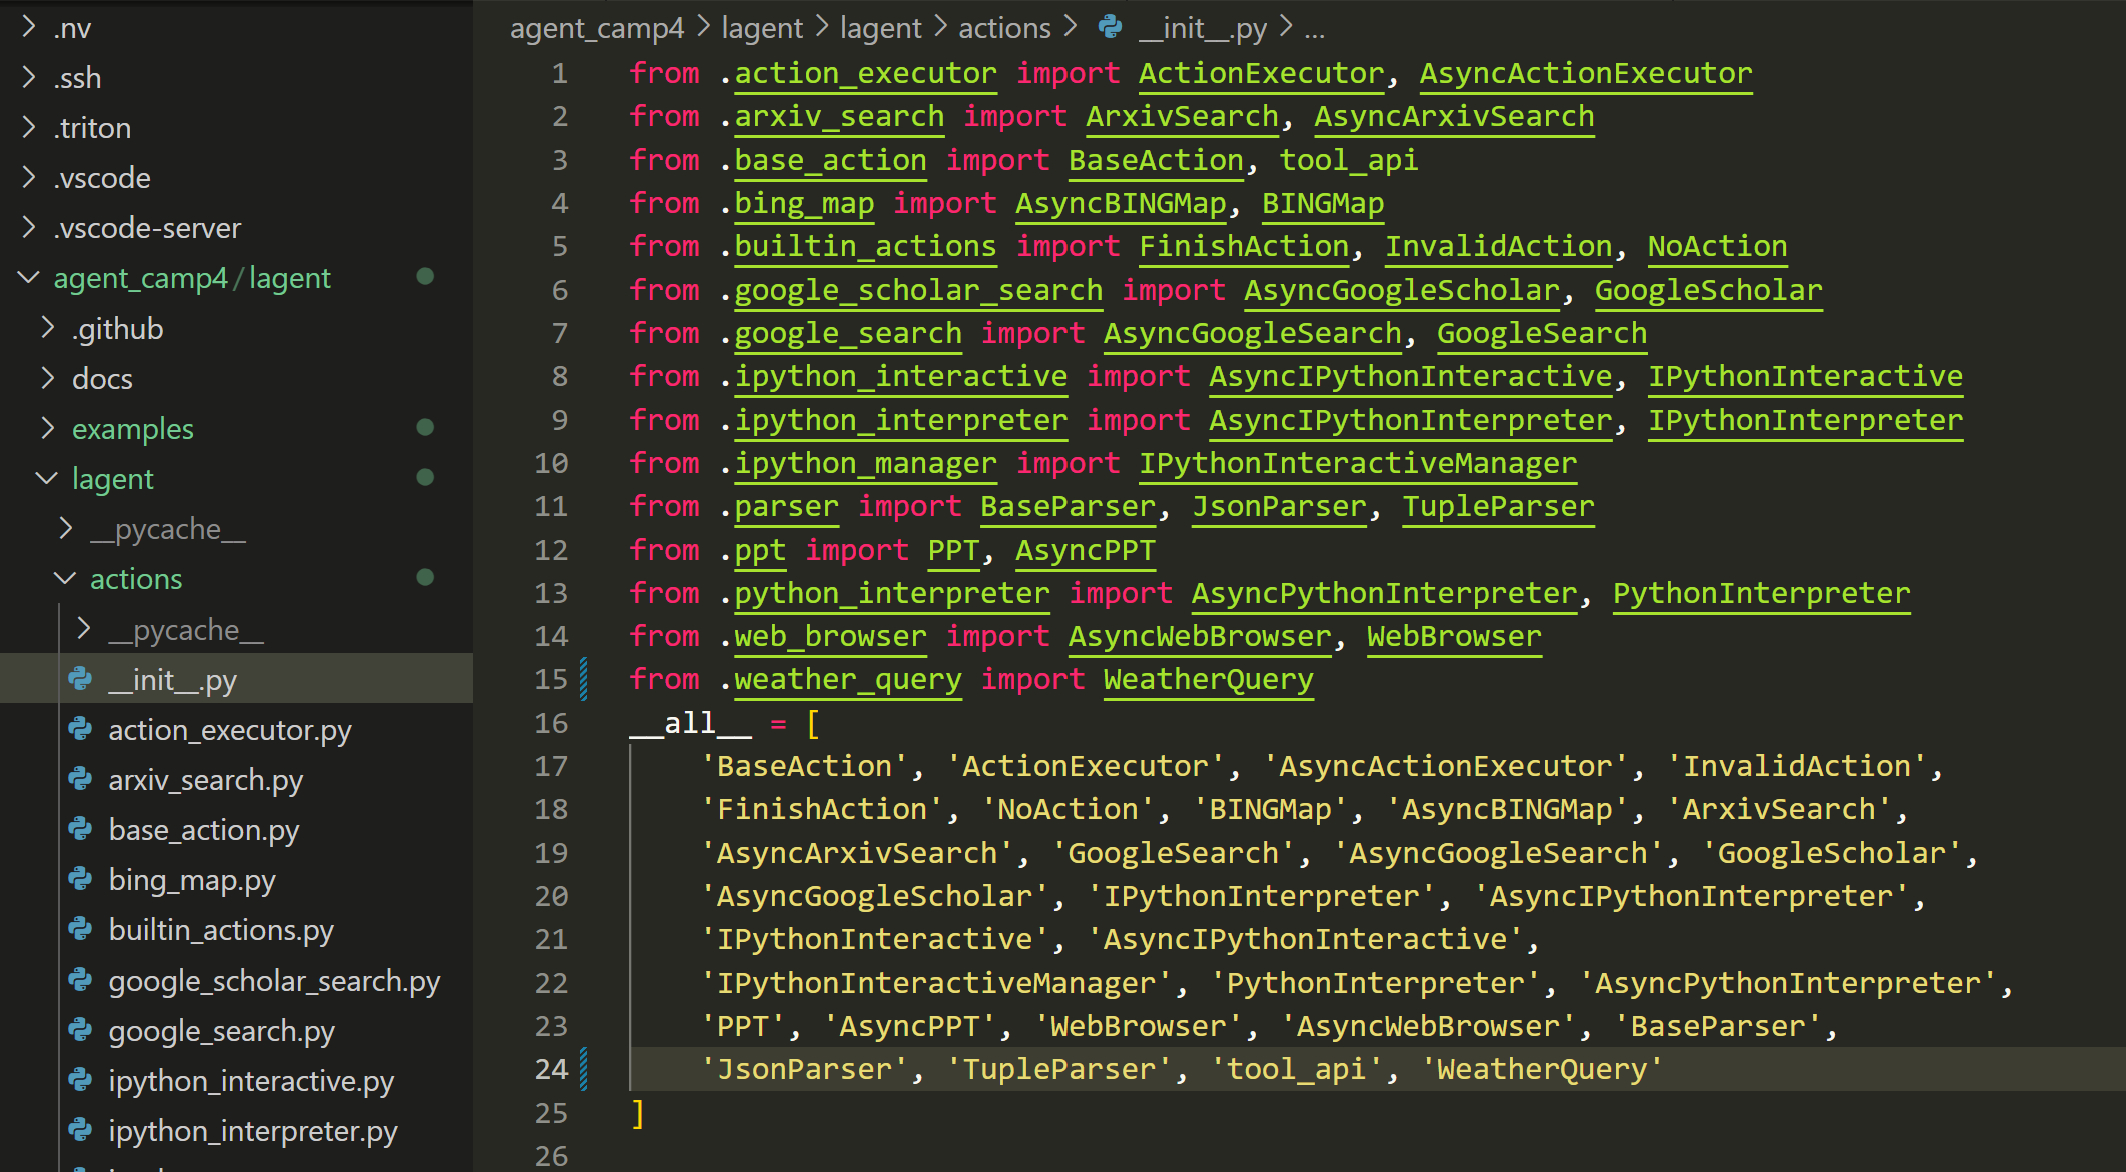 .nv
.ssh
.triton
.vscode
.vscode-server
agent_camp4/lagent
.github
docs
examples
lagent
__pycache__
actions
__pycache__
__init__.py
action_executor.py
arxiv_search.py
base_action.py
bing_map.py
builtin_actions.py
google_scholar_search.py
google_search.py
ipython_interactive.py
ipython_interpreter.py
agent_camp4 > lagent > lagent > actions > __init__.py > ...
1 from .action_executor import ActionExecutor, AsyncActionExecutor
2 from .arxiv_search import ArxivSearch, AsyncArxivSearch
3 from .base_action import BaseAction, tool_api
4 from .bing_map import AsyncBINGMap, BINGMap
5 from .builtin_actions import FinishAction, InvalidAction, NoAction
6 from .google_scholar_search import AsyncGoogleScholar, GoogleScholar
7 from .google_search import AsyncGoogleSearch, GoogleSearch
8 from .ipython_interactive import AsyncIPythonInteractive, IPythonInteractive
9 from .ipython_interpreter import AsyncIPythonInterpreter, IPythonInterpreter
10 from .ipython_manager import IPythonInteractiveManager
11 from .parser import BaseParser, JsonParser, TupleParser
12 from .ppt import PPT, AsyncPPT
13 from .python_interpreter import AsyncPythonInterpreter, PythonInterpreter
14 from .web_browser import AsyncWebBrowser, WebBrowser
15 from .weather_query import WeatherQuery
16 __all__ = [
17 'BaseAction', 'ActionExecutor', 'AsyncActionExecutor', 'InvalidAction',
18 'FinishAction', 'NoAction', 'BINGMap', 'AsyncBINGMap', 'ArxivSearch',
19 'AsyncArxivSearch', 'GoogleSearch', 'AsyncGoogleSearch', 'GoogleScholar',
20 'AsyncGoogleScholar', 'IPythonInterpreter', 'AsyncIPythonInterpreter',
21 'IPythonInteractive', 'AsyncIPythonInteractive',
22 'IPythonInteractiveManager', 'PythonInterpreter', 'AsyncPythonInterpreter',
23 'PPT', 'AsyncPPT', 'WebBrowser', 'AsyncWebBrowser', 'BaseParser',
24 'JsonParser', 'TupleParser', 'tool_api', 'WeatherQuery'
25 ]
26